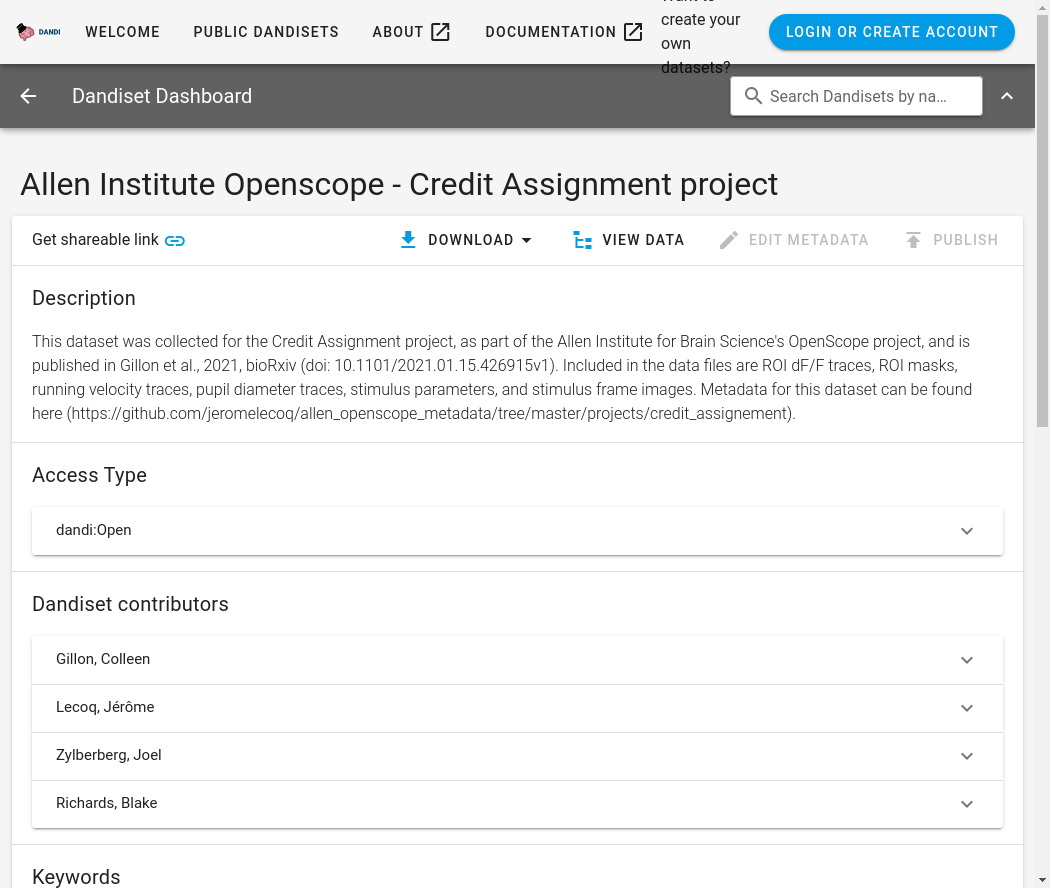 DANDI
WELCOME
PUBLIC DANDISETS
ABOUT
DOCUMENTATION
create your
own
datasets?
LOGIN OR CREATE ACCOUNT
Dandiset Dashboard
Search Dandisets by na…
Allen Institute Openscope - Credit Assignment project
Get shareable link
DOWNLOAD
VIEW DATA
EDIT METADATA
PUBLISH
Description
This dataset was collected for the Credit Assignment project, as part of the Allen Institute for Brain Science's OpenScope project, and is
published in Gillon et al., 2021, bioRxiv (doi: 10.1101/2021.01.15.426915v1). Included in the data files are ROI dF/F traces, ROI masks,
running velocity traces, pupil diameter traces, stimulus parameters, and stimulus frame images. Metadata for this dataset can be found
here (https://github.com/jeromelecoq/allen_openscope_metadata/tree/master/projects/credit_assignement).
Access Type
dandi:Open
Dandiset contributors
Gillon, Colleen
Lecoq, Jérôme
Zylberberg, Joel
Richards, Blake
Keywords